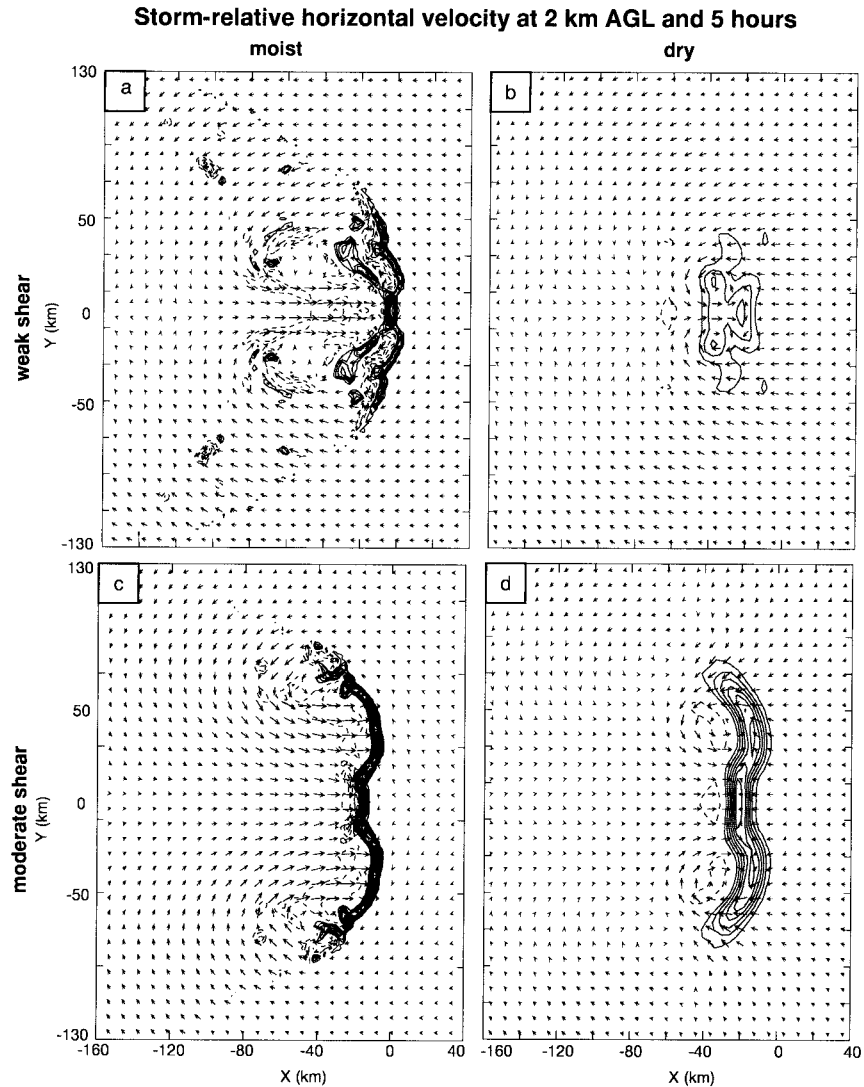 Storm-relative horizontal velocity at 2 km AGL and 5 hours
moist
dry
130
a
b
50
weak shear
Y (km)
0
-50
-130
130
c
d
50
moderate shear
Y (km)
0
-50
-130
-160 -80 -40 0 40
-160 -80 -40 0 40
X (km)
X (km)